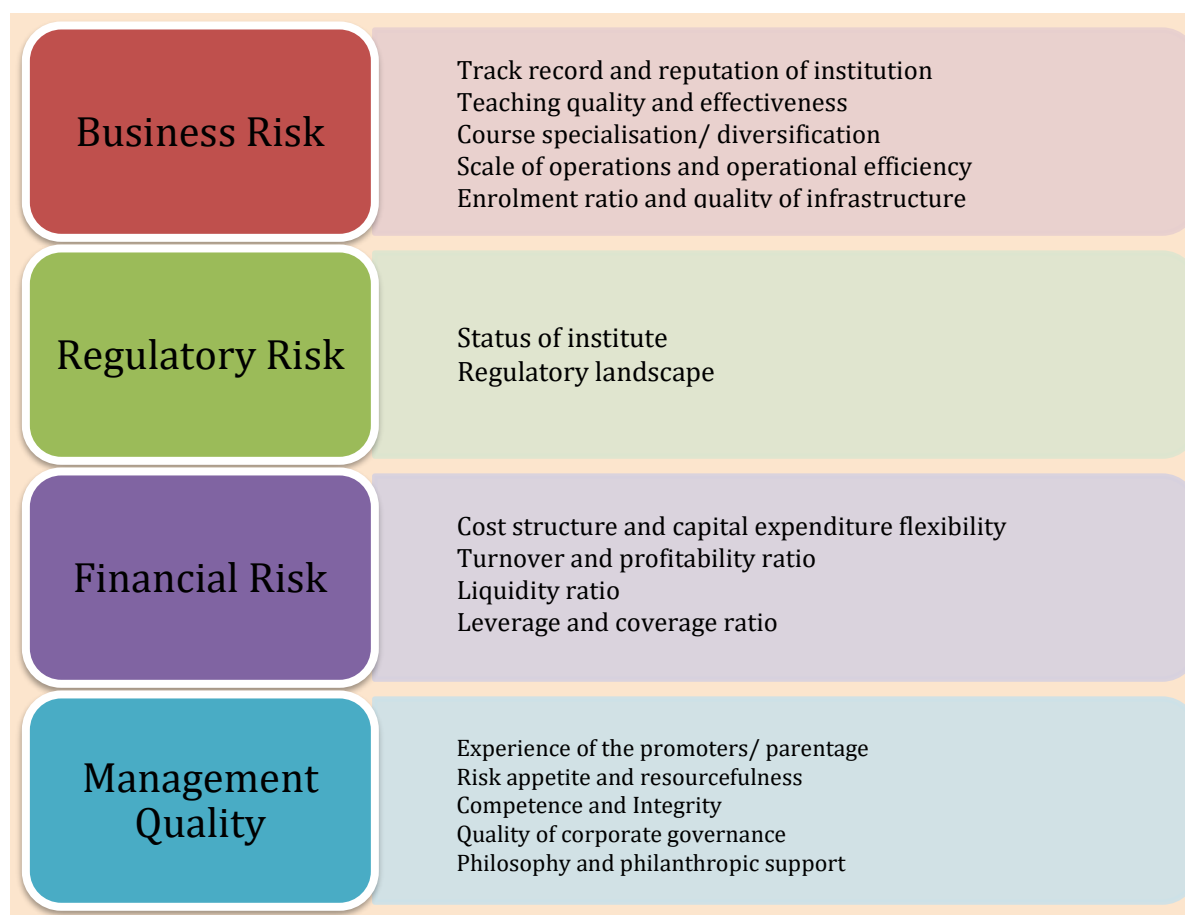 Business Risk
Track record and reputation of institution
Teaching quality and effectiveness
Course specialisation/ diversification
Scale of operations and operational efficiency
Enrolment ratio and quality of infrastructure
Regulatory Risk
Status of institute
Regulatory landscape
Financial Risk
Cost structure and capital expenditure flexibility
Turnover and profitability ratio
Liquidity ratio
Leverage and coverage ratio
Management
Quality
Experience of the promoters/ parentage
Risk appetite and resourcefulness
Competence and Integrity
Quality of corporate governance
Philosophy and philanthropic support